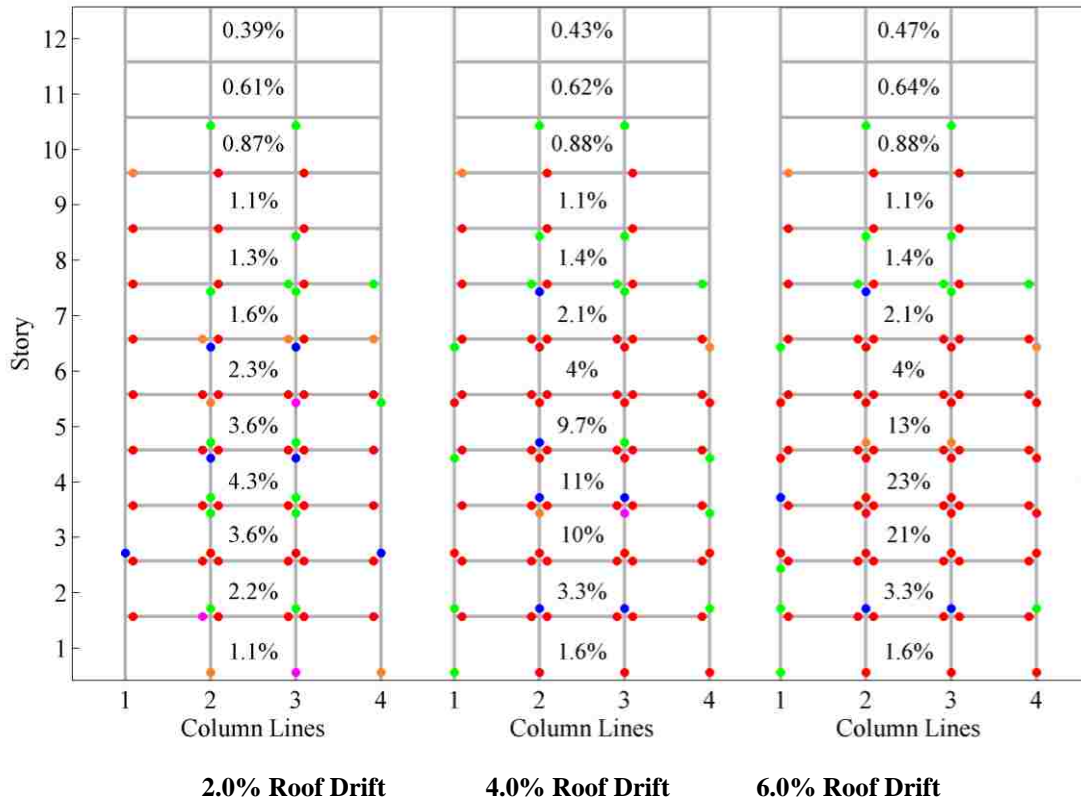 12 0.39% 0.43% 0.47%
11 0.61% 0.62% 0.64%
10 0.87% 0.88% 0.88%
9 1.1% 1.1% 1.1%
8 1.3% 1.4% 1.4%
7 1.6% 2.1% 2.1%
6 2.3% 4% 4%
5 3.6% 9.7% 13%
4 4.3% 11% 23%
3 3.6% 10% 21%
2 2.2% 3.3% 3.3%
1 1.1% 1.6% 1.6%
Story
1 2 3 4 1 2 3 4 1 2 3 4
Column Lines Column Lines Column Lines
2.0% Roof Drift 4.0% Roof Drift 6.0% Roof Drift